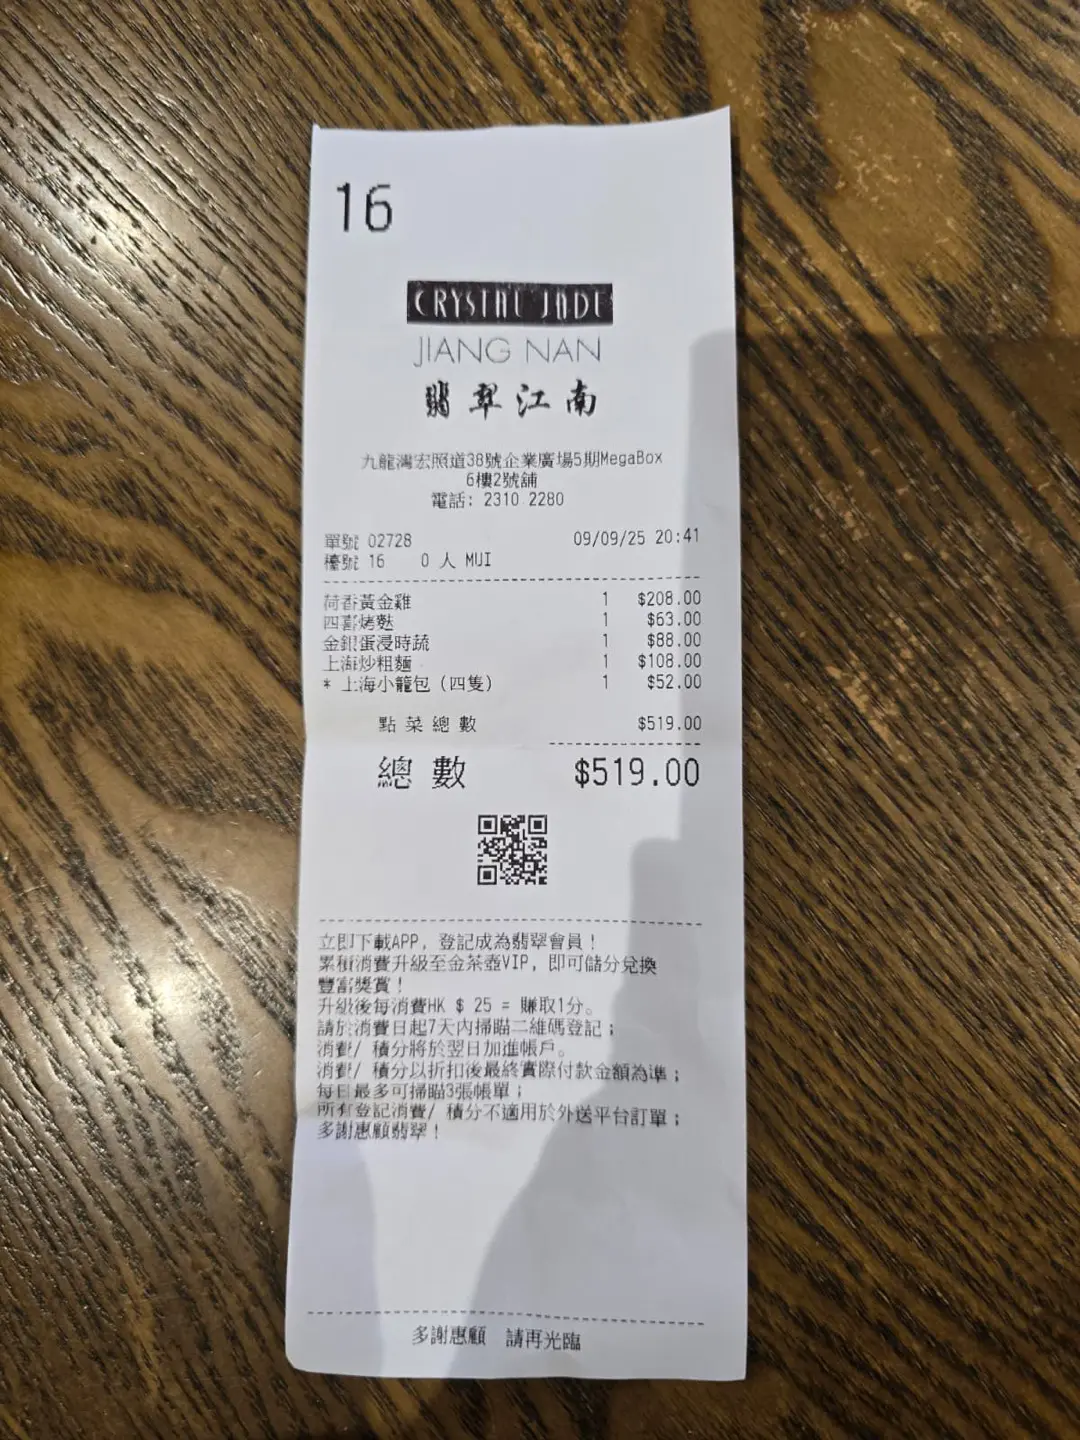 16
CRYSTAL JADE
JIANG NAN
翡翠江南
九龍灣宏照道38號企業廣場5期MegaBox
6樓2號舖
電話: 2310 2280
單號 02728 09/09/25 20:41
檯號 16 0 人 MUI
荷香黃金雞 1 $208.00
四喜烤麩 1 $63.00
金銀蛋浸時蔬 1 $88.00
上海炒粗麵 1 $108.00
* 上海小籠包 (四隻) 1 $52.00
點菜總數 $519.00
總數 $519.00
立即下載APP, 登記成為翡翠會員!
累積消費升級至金茶壺VIP, 即可儲分兌換
豐富獎賞!
升級後每消費HK $ 25 = 賺取1分。
請於消費日起7天內掃瞄二維碼登記;
消費/ 積分將於翌日加進帳戶。
消費/ 積分以折扣後最終實際付款金額為準;
每日最多可掃瞄3張帳單;
所有登記消費/ 積分不適用於外送平台訂單;
多謝惠顧翡翠!
多謝惠顧 請再光臨